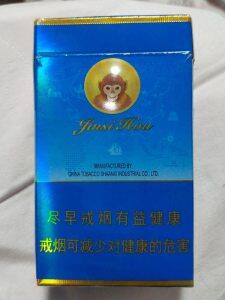 Jinsi Hou
MANUFACTURED BY
CHINA TOBACCO SHAANXI INDUSTRIAL CO., LTD.
尽早戒烟有益健康
戒烟可减少对健康的危害